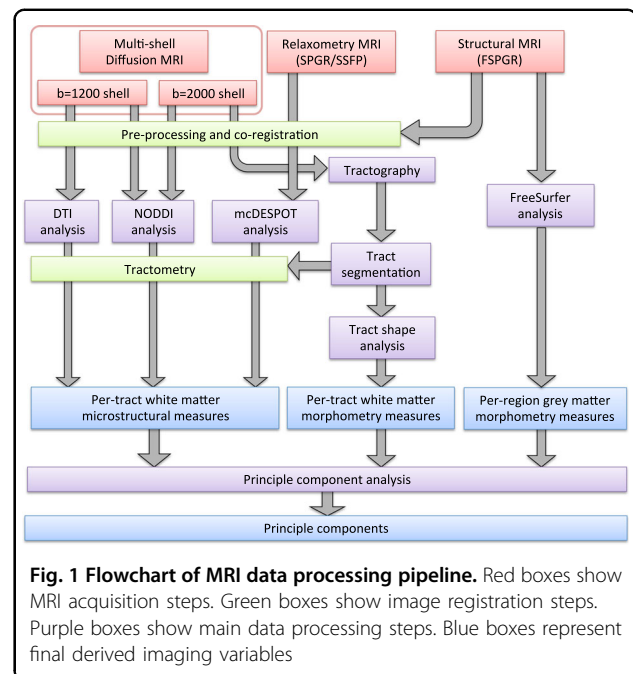 Multi-shell
Diffusion MRI
Relaxometry MRI
(SPGR/SSFP)
Structural MRI
(FSPGR)
b=1200 shell
b=2000 shell
Pre-processing and co-registration
Tractography
DTI
analysis
NODDI
analysis
mcDESPOT
analysis
FreeSurfer
analysis
Tractometry
Tract
segmentation
Tract shape
analysis
Per-tract white matter
microstructural measures
Per-tract white matter
morphometry measures
Per-region grey matter
morphometry measures
Principle component analysis
Principle components
Fig. 1 Flowchart of MRI data processing pipeline. Red boxes show
MRI acquisition steps. Green boxes show image registration steps.
Purple boxes show main data processing steps. Blue boxes represent
final derived imaging variables